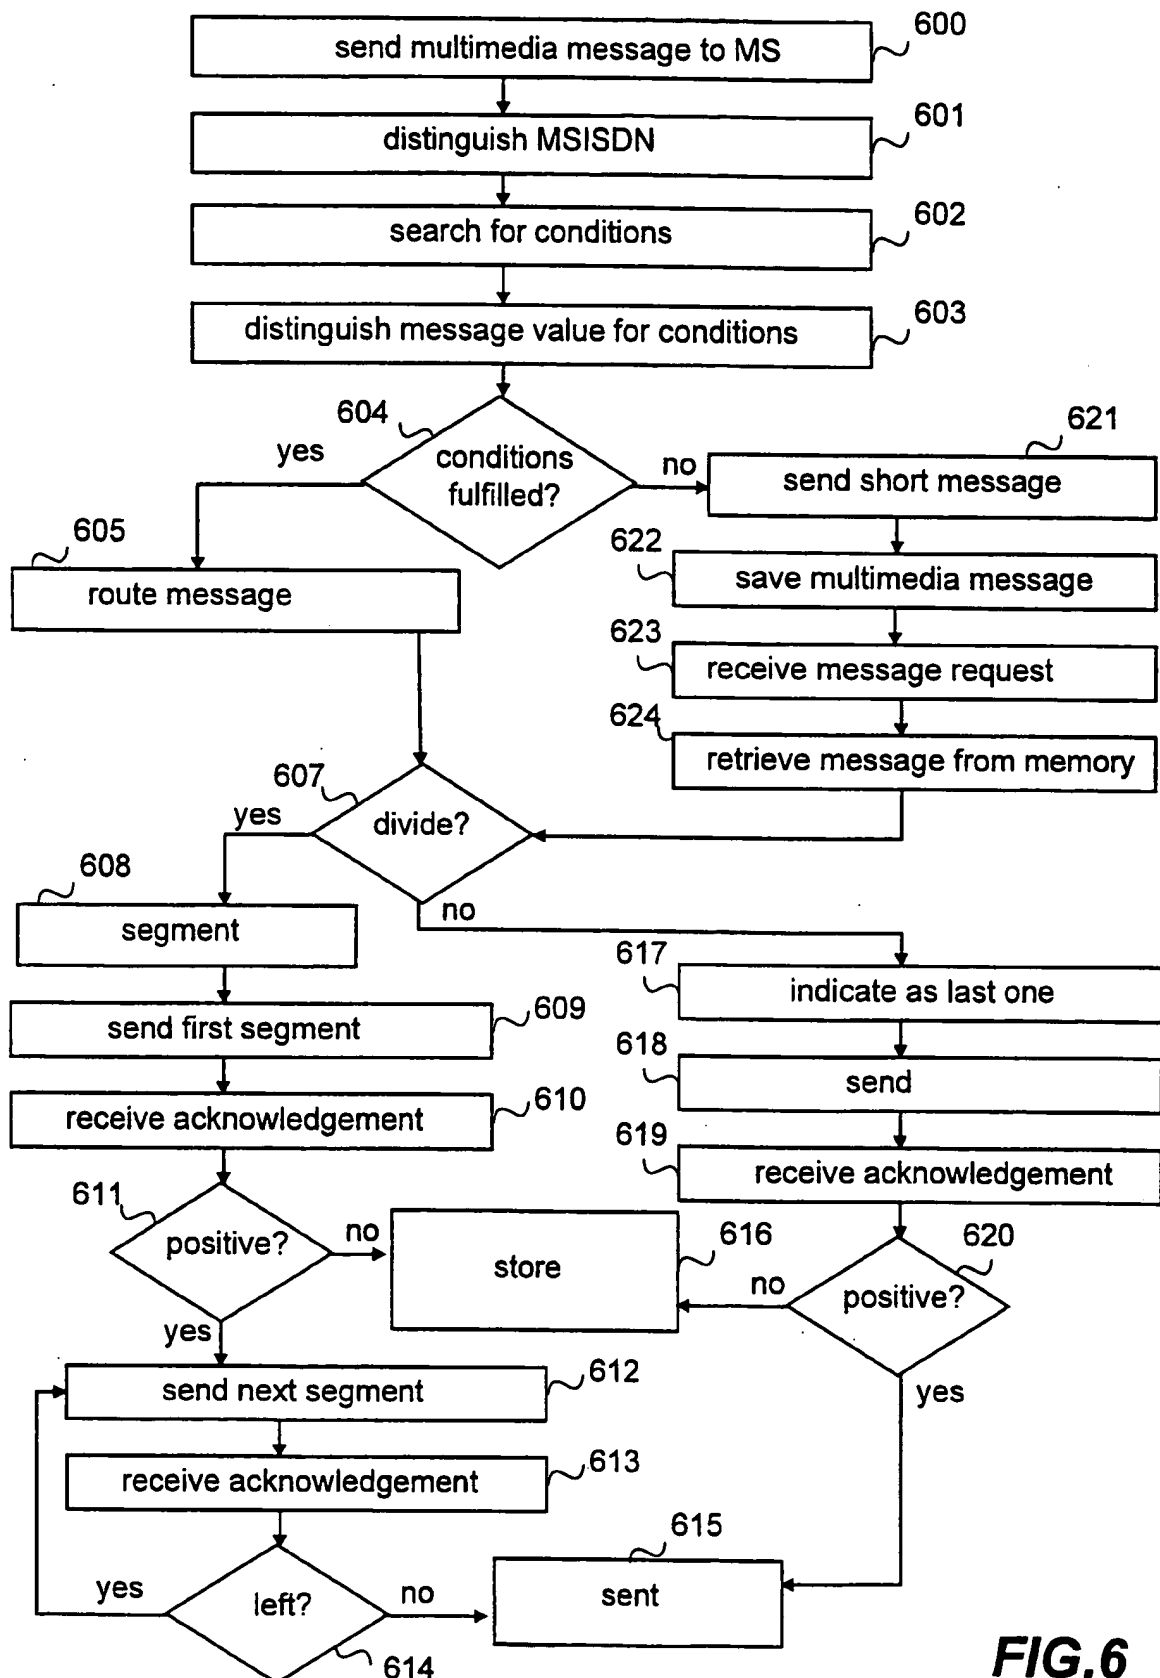 send multimedia message to MS
600
distinguish MSISDN
601
search for conditions
602
distinguish message value for conditions
603
604
conditions
fulfilled?
yes
no
621
send short message
605
route message
622
save multimedia message
623
receive message request
624
retrieve message from memory
607
divide?
yes
no
608
segment
617
indicate as last one
send first segment
609
618
send
receive acknowledgement
610
619
receive acknowledgement
611
positive?
no
store
616
620
positive?
no
yes
yes
send next segment
612
receive acknowledgement
613
615
sent
yes
left?
no
614
FIG.6